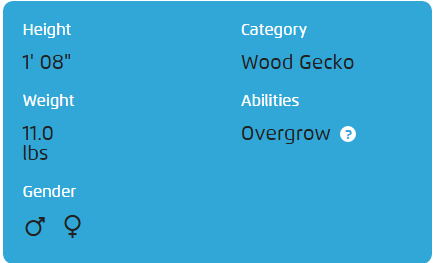 Height
1' 08"
Weight
11.0
lbs
Gender
♂ ♀
Category
Wood Gecko
Abilities
Overgrow ?